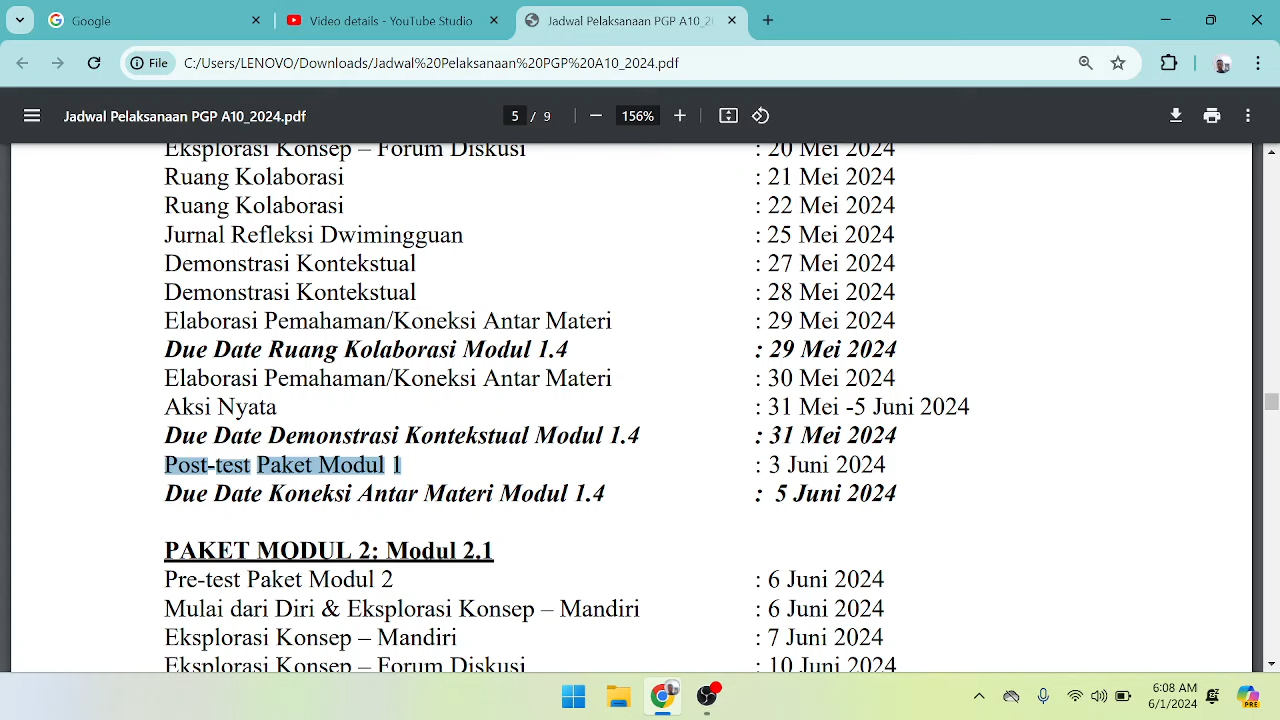 Google
Video details - YouTube Studio
Jadwal Pelaksanaan PGP A10_2
File
C:/Users/LENOVO/Downloads/Jadwal%20Pelaksanaan%20PGP%20A10_2024.pdf
Jadwal Pelaksanaan PGP A10_2024.pdf
5 / 9
156%
Eksplorasi Konsep – Forum Diskusi : 20 Mei 2024
Ruang Kolaborasi : 21 Mei 2024
Ruang Kolaborasi : 22 Mei 2024
Jurnal Refleksi Dwimingguan : 25 Mei 2024
Demonstrasi Kontekstual : 27 Mei 2024
Demonstrasi Kontekstual : 28 Mei 2024
Elaborasi Pemahaman/Koneksi Antar Materi : 29 Mei 2024
Due Date Ruang Kolaborasi Modul 1.4 : 29 Mei 2024
Elaborasi Pemahaman/Koneksi Antar Materi : 30 Mei 2024
Aksi Nyata : 31 Mei -5 Juni 2024
Due Date Demonstrasi Kontekstual Modul 1.4 : 31 Mei 2024
Post-test Paket Modul 1 : 3 Juni 2024
Due Date Koneksi Antar Materi Modul 1.4 : 5 Juni 2024
PAKET MODUL 2: Modul 2.1
Pre-test Paket Modul 2 : 6 Juni 2024
Mulai dari Diri & Eksplorasi Konsep – Mandiri : 6 Juni 2024
Eksplorasi Konsep – Mandiri : 7 Juni 2024
Eksplorasi Konsep – Forum Diskusi : 10 Juni 2024
6:08 AM
6/1/2024
PRE